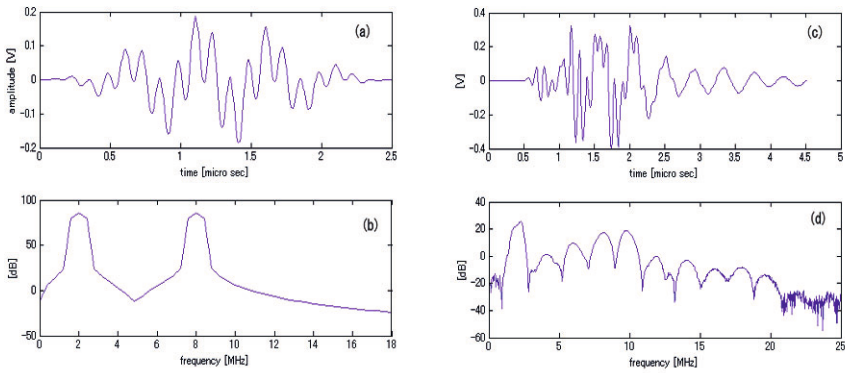 (a)
amplitude [V]
0.2
0.1
0
-0.1
-0.2
0 0.5 1 1.5 2 2.5
time [micro sec]
(b)
[dB]
100
50
0
-50
0 2 4 6 8 10 12 14 16 18
frequency [MHz]
(c)
[V]
0.4
0.2
0
-0.2
-0.4
0 0.5 1 1.5 2 2.5 3 3.5 4 4.5 5
time [micro sec]
(d)
[dB]
40
20
0
-20
-40
-60
0 5 10 15 20 25
frequency [MHz]